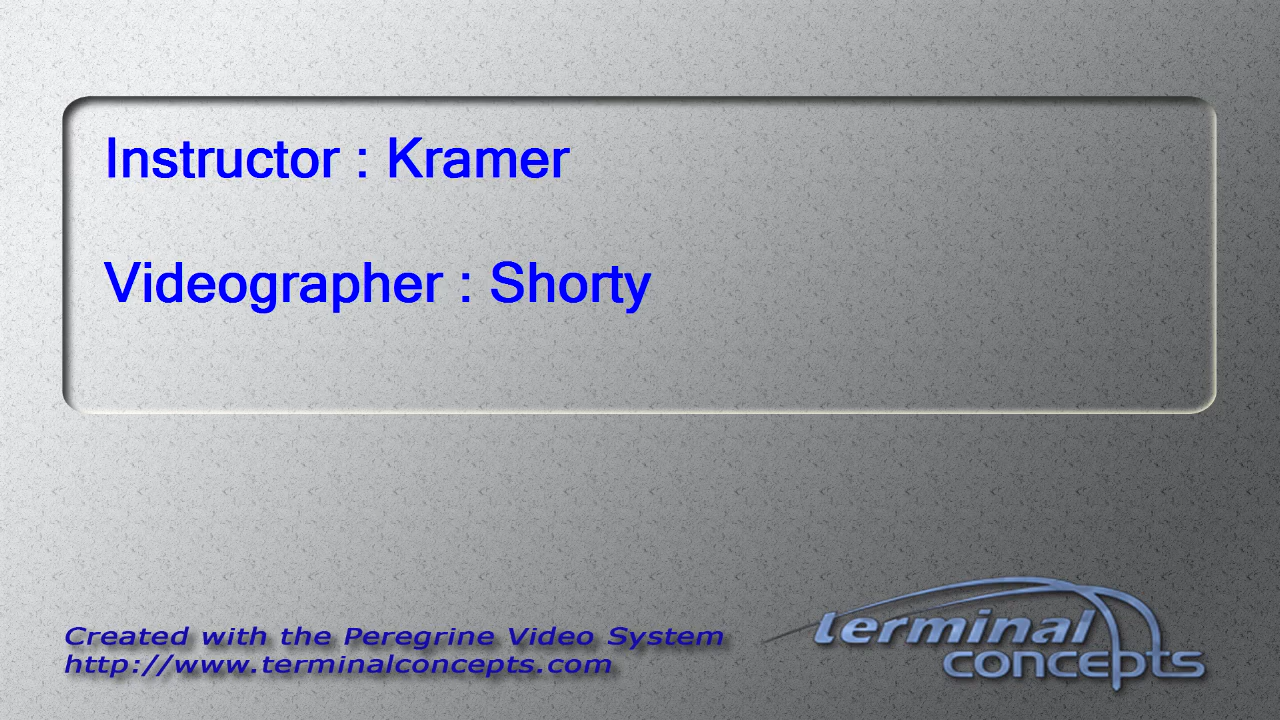 Instructor : Kramer
Videographer : Shorty
Created with the Peregrine Video System
http://www.terminalconcepts.com
terminal
concepts